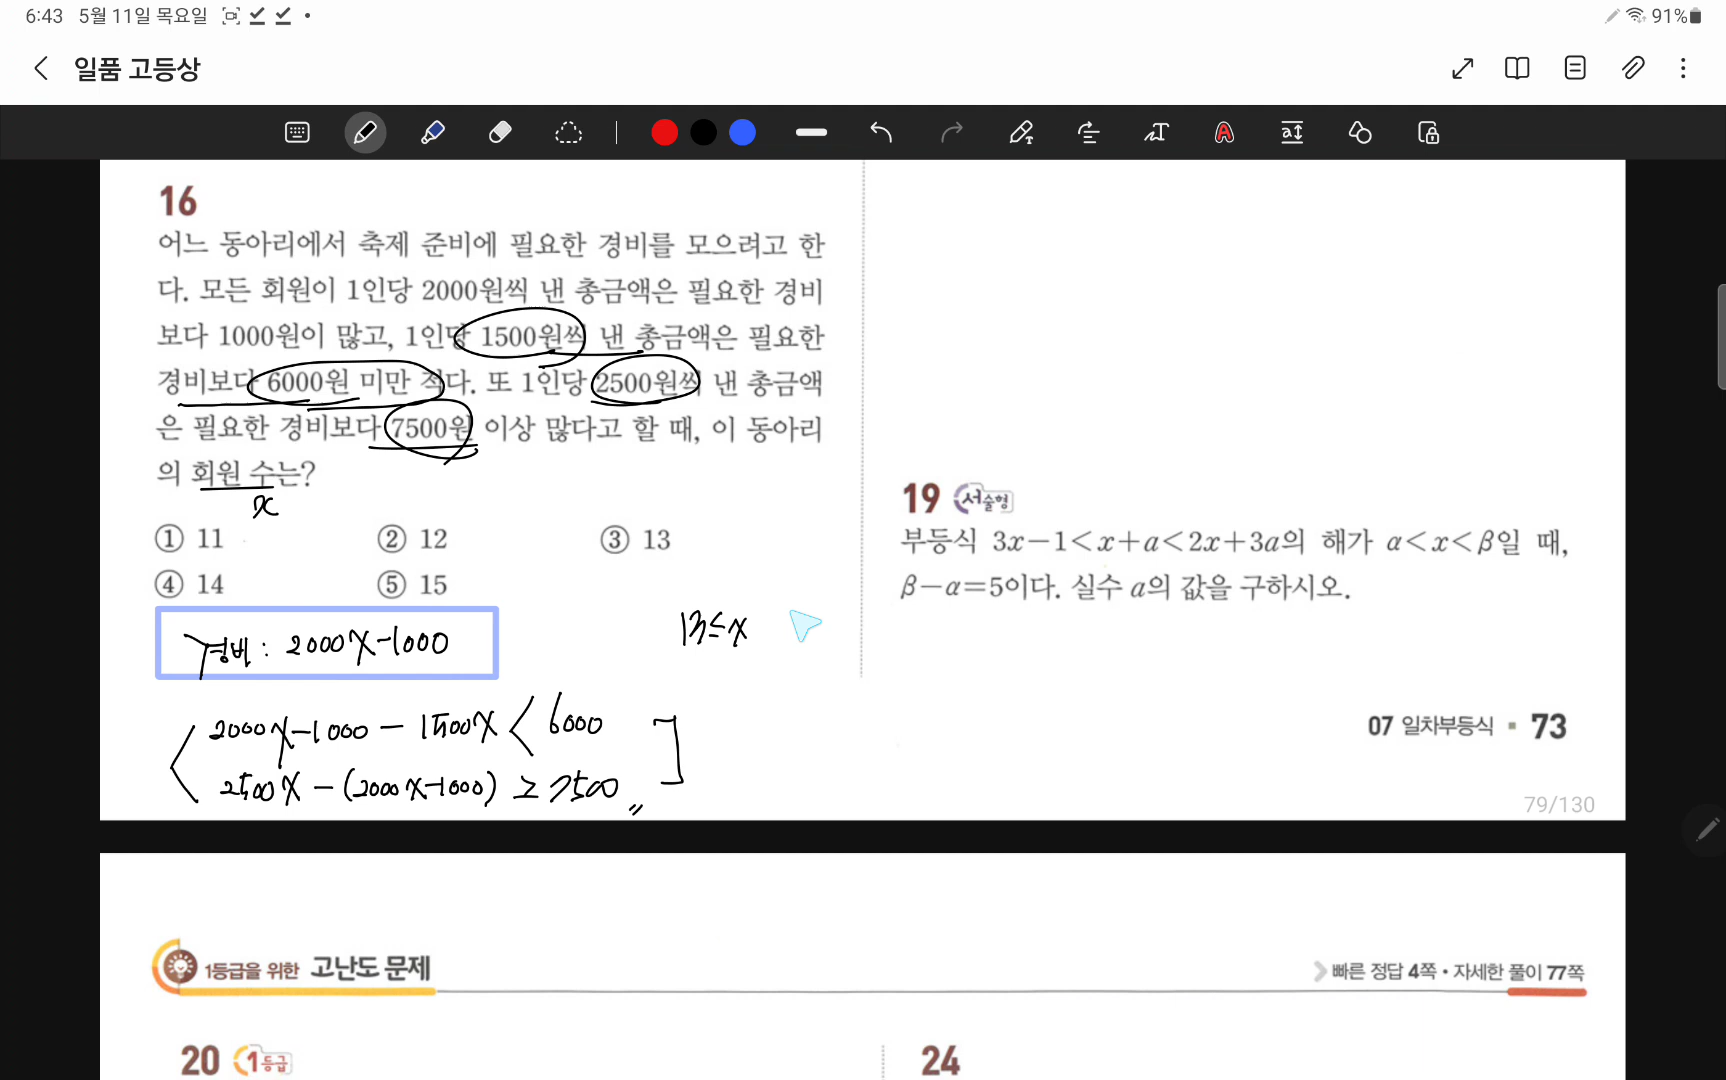 6:43 5월 11일 목요일
91%
일품 고등상
16
어느 동아리에서 축제 준비에 필요한 경비를 모으려고 한
다. 모든 회원이 1인당 2000원씩 낸 총금액은 필요한 경비
보다 1000원이 많고, 1인당 1500원씩 낸 총금액은 필요한
경비보다 6000원 미만 적다. 또 1인당 2500원씩 낸 총금액
은 필요한 경비보다 7500원 이상 많다고 할 때, 이 동아리
의 회원 수는?
x
① 11 ② 12 ③ 13
④ 14 ⑤ 15
경비 : 2000x-1000
13≤x
2000x-1000 - 1500x < 6000
2500x - (2000x-1000) ≥ 7500
19 서술형
부등식 3x-1<x+a<2x+3a의 해가 α<x<β일 때,
β-α=5이다. 실수 a의 값을 구하시오.
07 일차부등식 ▪ 73
79/130
1등급을 위한 고난도 문제
빠른 정답 4쪽 • 자세한 풀이 77쪽
20 1등급
24